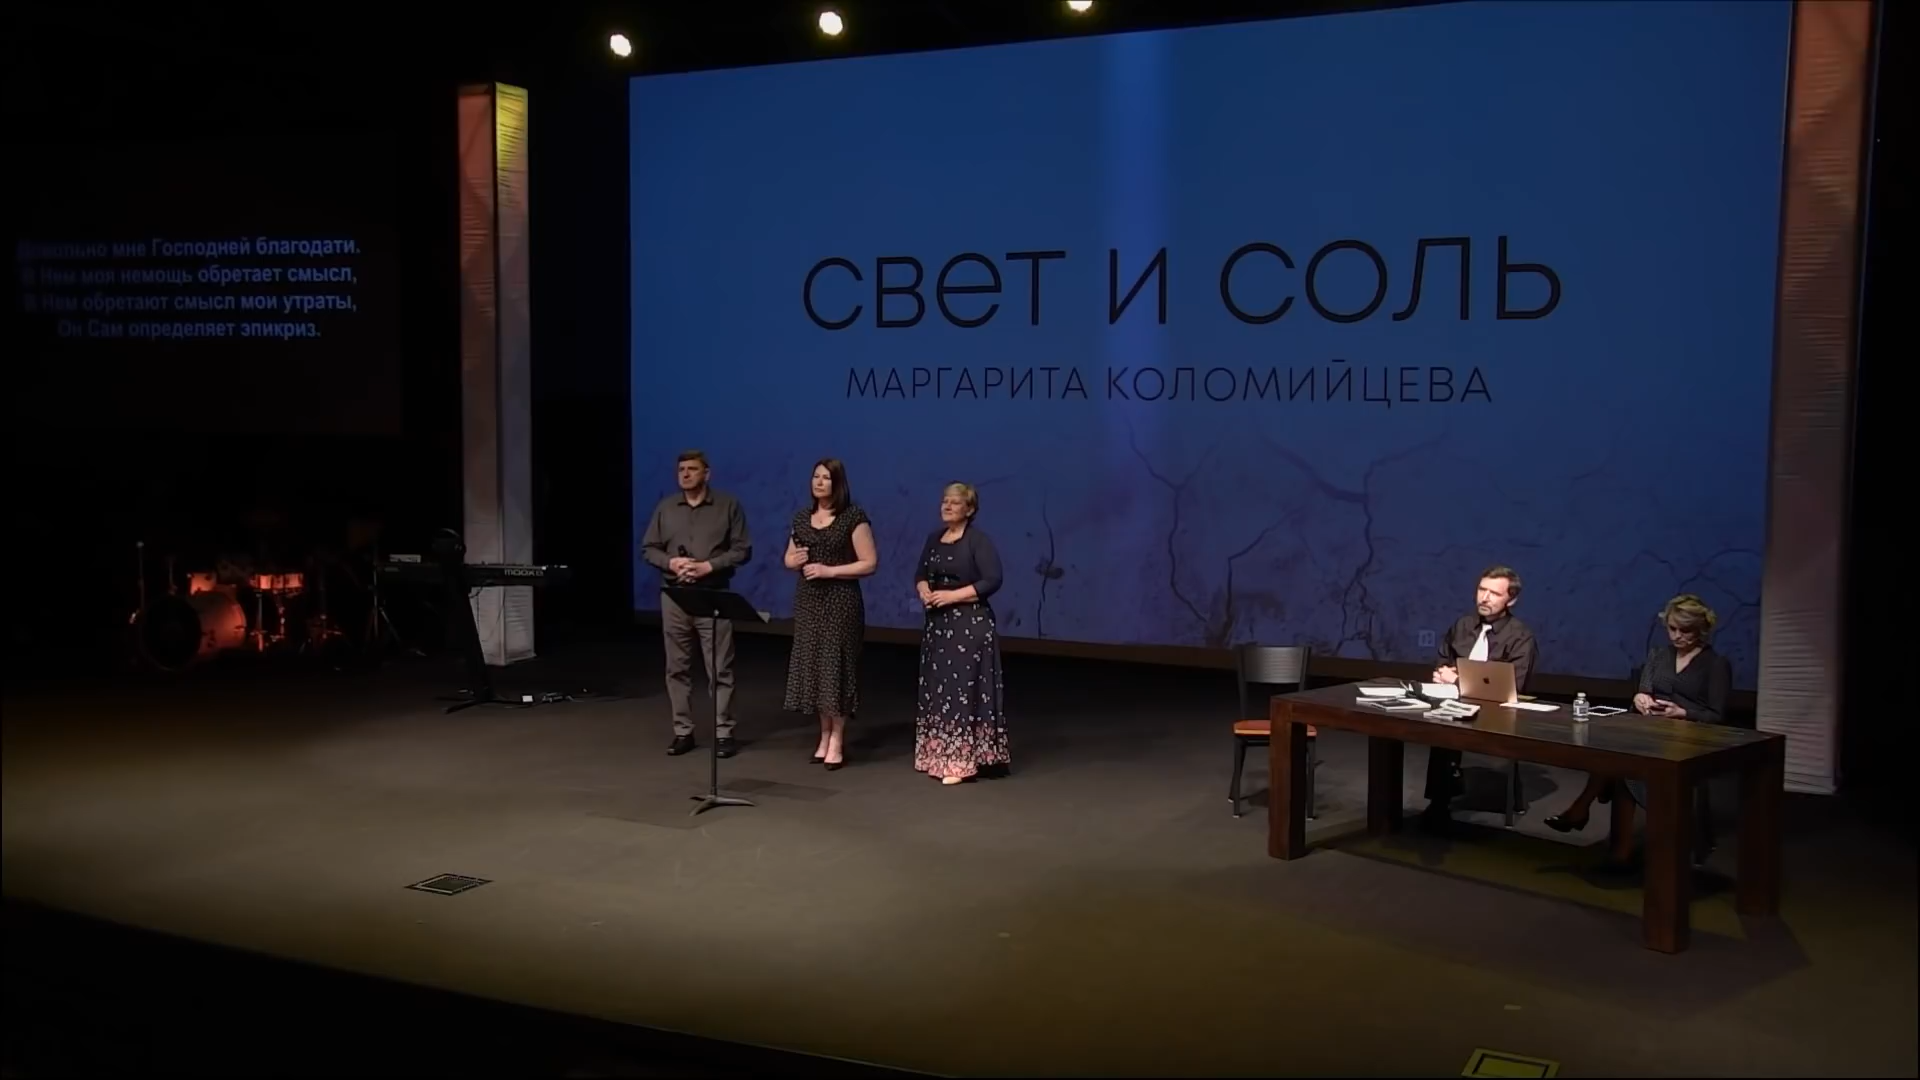 мне Господней благодати.
В Нем моя немощь обретает смысл,
В Нем обретают смысл мои утраты,
Он Сам определяет эпикриз.
свет и соль
МАРГАРИТА КОЛОМИЙЦЕВА